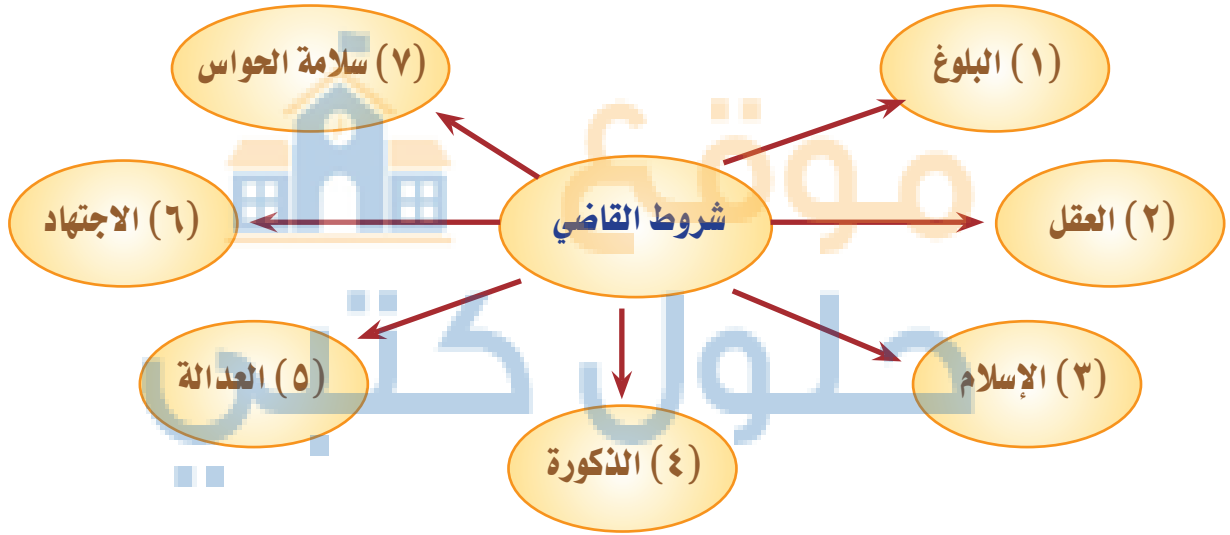 شروط القاضي
(١) البلوغ
(٢) العقل
(٣) الإسلام
(٤) الذكورة
(٥) العدالة
(٦) الاجتهاد
(٧) سلامة الحواس
موقع
حلول كتابي